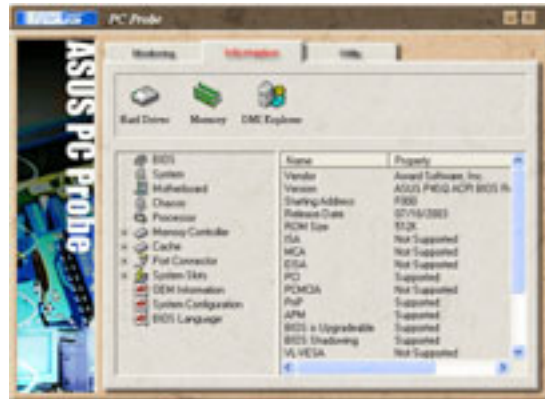 PC Probe
ASUS PC Probe
Monitoring
Information
Utility
Hard Drives
Memory
DMI Explorer
BIOS
System
Motherboard
Chassis
Processor
Memory Controller
Cache
Port Connector
System Slots
OEM Information
System Configuration
BIOS Language
Name Property
Vendor Award Software, Inc.
Version ASUS ACPI BIOS
Starting Address F000
Release Date 07/16/2003
ROM Size 512K
ISA Not Supported
MCA Not Supported
EISA Not Supported
PCI Supported
PCMCIA Not Supported
PnP Supported
APM Supported
BIOS is Upgradeable Supported
BIOS Shadowing Supported
VL-VESA Not Supported